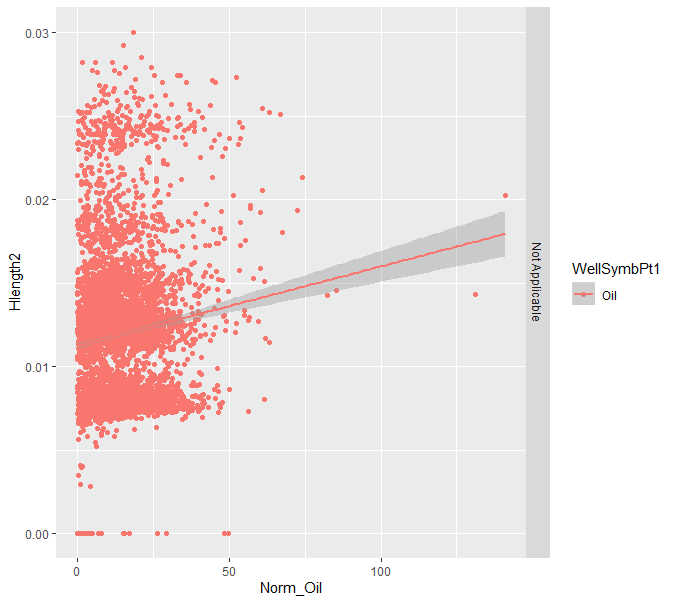 0.03
0.02
0.01
0.00
Hlength2
0
50
100
Norm_Oil
Not Applicable
WellSymbPt1
Oil